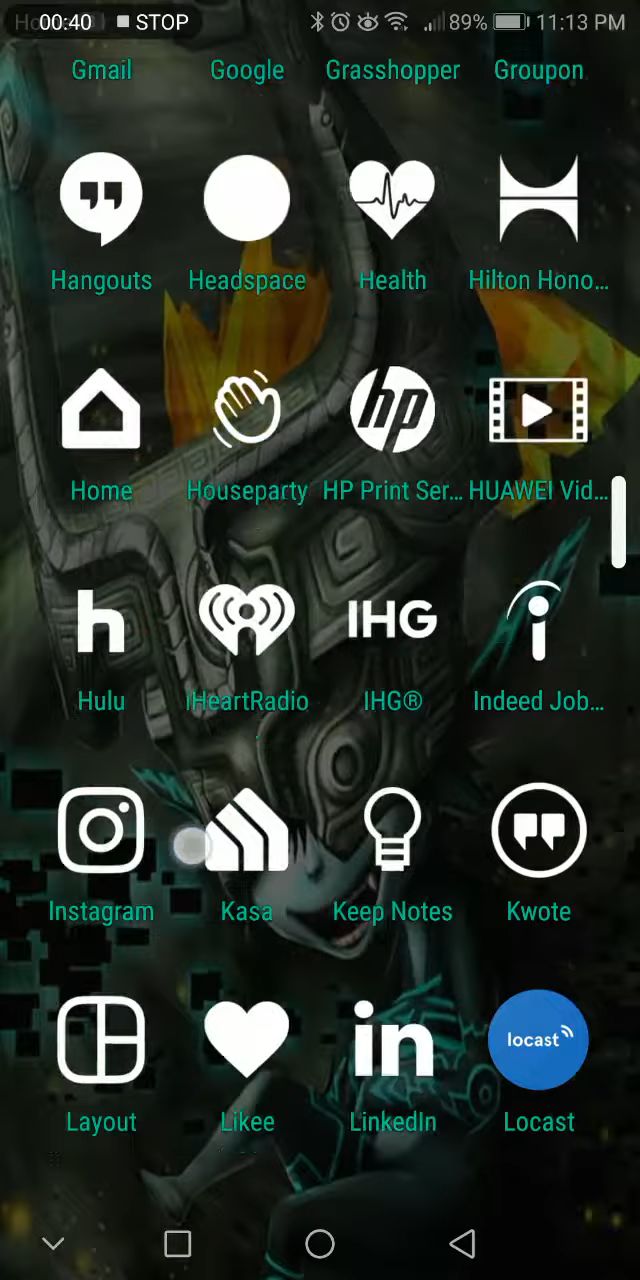 00:40 STOP 89% 11:13 PM
Gmail Google Grasshopper Groupon
Hangouts Headspace Health Hilton Hono...
hp
Home Houseparty HP Print Ser... HUAWEI Vid...
h IHG i
Hulu iHeartRadio IHG® Indeed Job...
Instagram Kasa Keep Notes Kwote
in locast
Layout Likee LinkedIn Locast